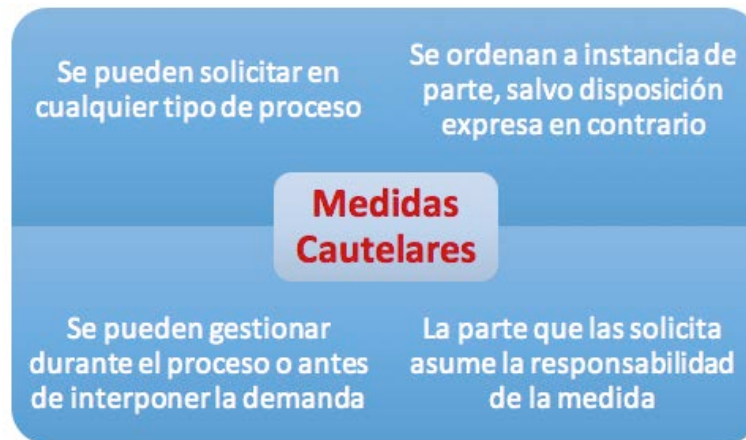 Se pueden solicitar en
cualquier tipo de proceso
Se ordenan a instancia de
parte, salvo disposición
expresa en contrario
Medidas
Cautelares
Se pueden gestionar
durante el proceso o antes
de interponer la demanda
La parte que las solicita
asume la responsabilidad
de la medida